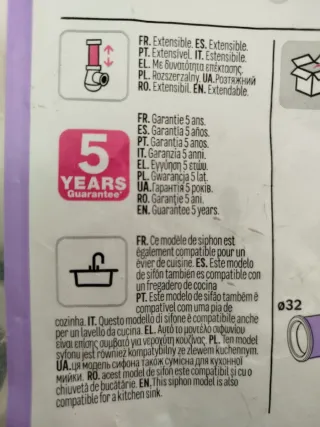 FR. Extensible. ES. Extensible.
PT. Extensível. IT. Estensibile.
EL. Με δυνατότητα επέκτασης.
PL. Rozszerzalny. UA. Розтяжний
RO. Extensibil. EN. Extendable.
5
YEARS
Guarantee*
FR. Garantie 5 ans.
ES. Garantía 5 años.
PT. Garantia 5 anos.
IT. Garanzia 5 anni.
EL. Εγγύηση 5 ετών.
PL. Gwarancja 5 lat.
UA. Гарантія 5 років.
RO. Garanție 5 ani.
EN. Guarantee 5 years.
FR. Ce modèle de siphon est
également compatible pour un
évier de cuisine. ES. Este modelo
de sifón también es compatible con
un fregadero de cocina
PT. Este modelo de sifão também é
compatível com uma pia de
cozinha. IT. Questo modello di sifone è compatibile anche
per un lavello da cucina. EL. Αυτό το μοντέλο σιφωνίου
είναι επίσης συμβατό για νεροχύτη κουζίνας. PL. Ten model
syfonu jest również kompatybilny ze zlewem kuchennym.
UA. ця модель сифона також сумісна для кухонної
мийки. RO. acest model de sifon este compatibil și cu o
chiuvetă de bucătărie. EN. This siphon model is also
compatible for a kitchen sink.
ø32